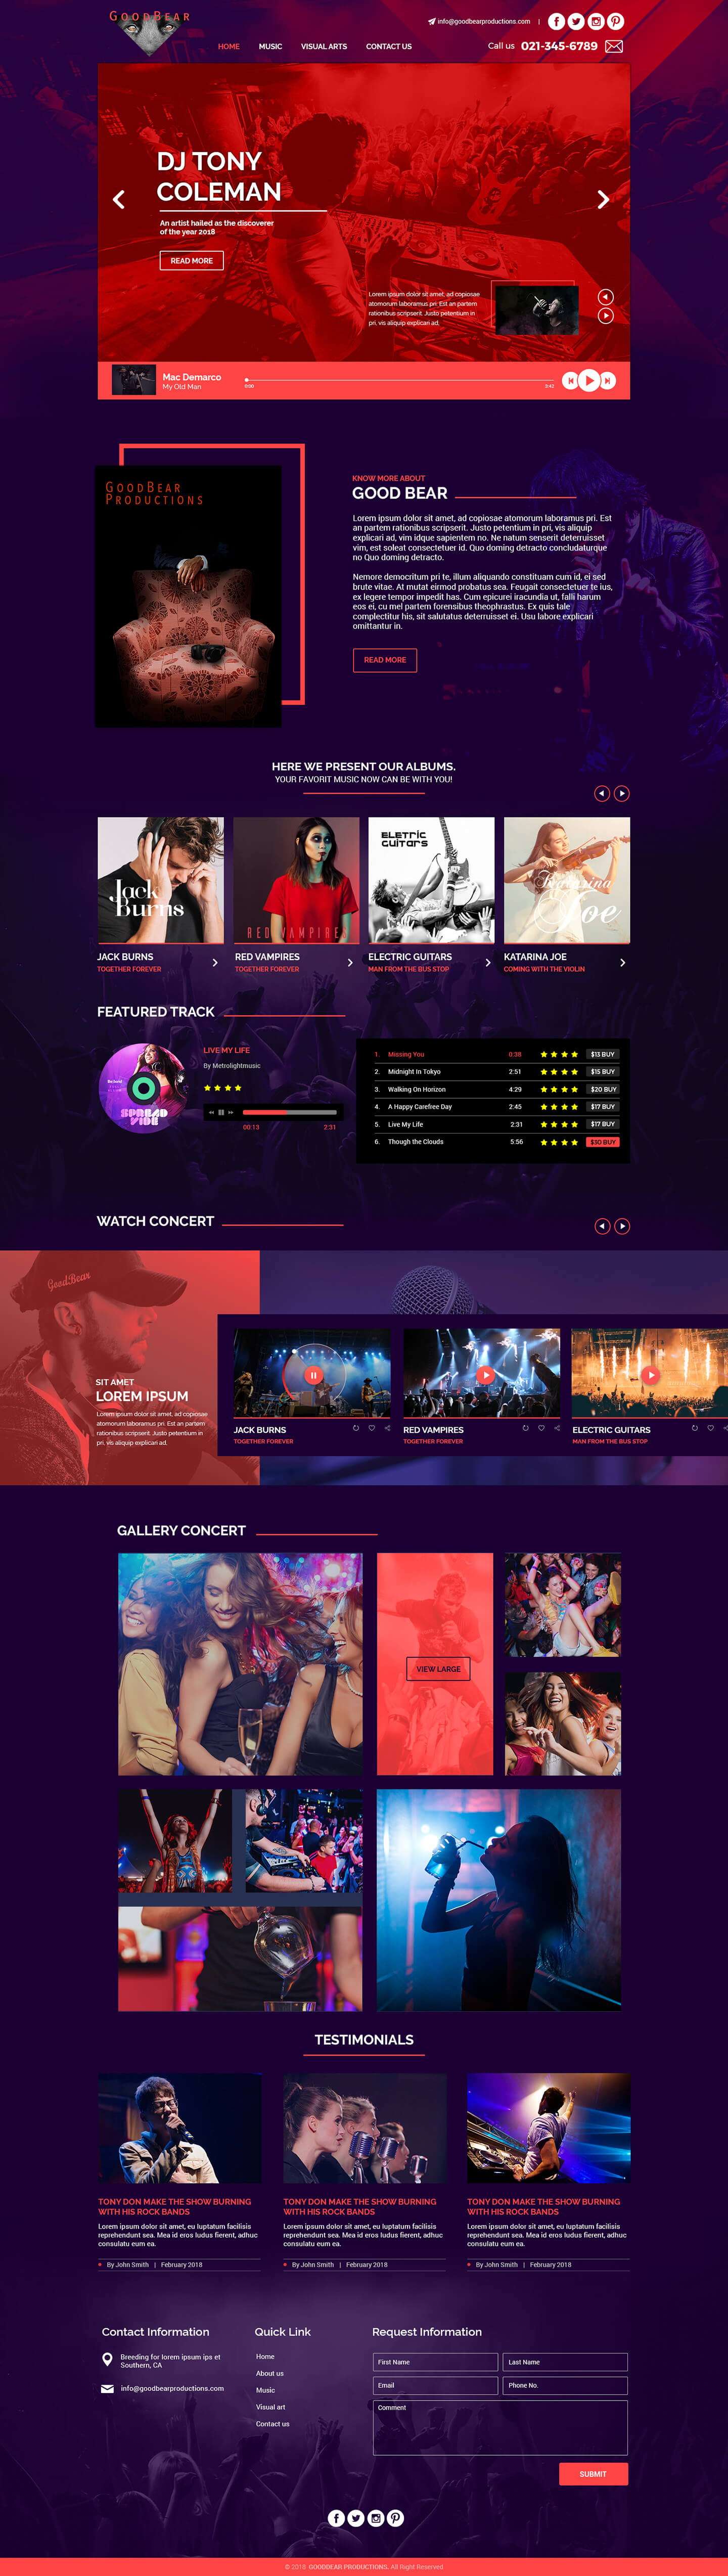 GOODBEAR
info@goodbearproductions.com |
HOME MUSIC VISUAL ARTS CONTACT US
Call us 021-345-6789
DJ TONY
COLEMAN
An artist hailed as the discoverer
of the year 2018
READ MORE
Lorem ipsum dolor sit amet, ad copiosae
atomorum laboramus pri. Est an partem
rationibus scripserit. Justo petentium in
pri, vis aliquip explicari ad.
Mac Demarco
My Old Man
0:00
5:42
GOODBEAR
PRODUCTIONS
KNOW MORE ABOUT
GOOD BEAR
Lorem ipsum dolor sit amet, ad copiosae atomorum laboramus pri. Est
an partem rationibus scripserit. Justo petentium in pri, vis aliquip
explicari ad, vim idque sapientem no. Ne natum senserit deterruisset
vim, est soleat consectetuer id. Quo doming detracto concludaturque
no Quo doming detracto.
Nemore democritum pri te, illum aliquando constituam cum id, ei sed
brute vitae. At mutat eirmod probatus sea. Feugait consectetuer te ius,
ex legere tempor impedit has. Cum epicurei iracundia ut, falli harum
eos ei, cu mel partem forensibus theophrastus. Ex quis tale
complectitur his, sit salutatus deterruisset ei. Usu labore explicari
omittantur in.
READ MORE
HERE WE PRESENT OUR ALBUMS.
YOUR FAVORIT MUSIC NOW CAN BE WITH YOU!
Jack
Burns
RED VAMPIRES
ELETRIC
GUITARS
Katarina
Joe
JACK BURNS
TOGETHER FOREVER
RED VAMPIRES
TOGETHER FOREVER
ELECTRIC GUITARS
MAN FROM THE BUS STOP
KATARINA JOE
COMING WITH THE VIOLIN
FEATURED TRACK
SPREAD
VIBE
LIVE MY LIFE
By Metrolightmusic
00:13
2:31
1. Missing You 0:38 $13 BUY
2. Midnight In Tokyo 2:51 $15 BUY
3. Walking On Horizon 4:29 $20 BUY
4. A Happy Carefree Day 2:45 $17 BUY
5. Live My Life 2:31 $17 BUY
6. Though the Clouds 5:56 $30 BUY
WATCH CONCERT
GoodBear
SIT AMET
LOREM IPSUM
Lorem ipsum dolor sit amet, ad copiosae
atomorum laboramus pri. Est an partem
rationibus scripserit. Justo petentium in
pri, vis aliquip explicari ad.
JACK BURNS
TOGETHER FOREVER
RED VAMPIRES
TOGETHER FOREVER
ELECTRIC GUITARS
MAN FROM THE BUS STOP
GALLERY CONCERT
VIEW LARGE
TESTIMONIALS
TONY DON MAKE THE SHOW BURNING
WITH HIS ROCK BANDS
Lorem ipsum dolor sit amet, eu luptatum facilisis
reprehendunt sea. Mea id eros ludus fierent, adhuc
consulatu eum ea.
By John Smith | February 2018
TONY DON MAKE THE SHOW BURNING
WITH HIS ROCK BANDS
Lorem ipsum dolor sit amet, eu luptatum facilisis
reprehendunt sea. Mea id eros ludus fierent, adhuc
consulatu eum ea.
By John Smith | February 2018
TONY DON MAKE THE SHOW BURNING
WITH HIS ROCK BANDS
Lorem ipsum dolor sit amet, eu luptatum facilisis
reprehendunt sea. Mea id eros ludus fierent, adhuc
consulatu eum ea.
By John Smith | February 2018
Contact Information
Breeding for lorem ipsum ips et
Southern, CA
info@goodbearproductions.com
Quick Link
Home
About us
Music
Visual art
Contact us
Request Information
First Name
Last Name
Email
Phone No.
Comment
SUBMIT
© 2018 GOODDEAR PRODUCTIONS. All Right Reserved